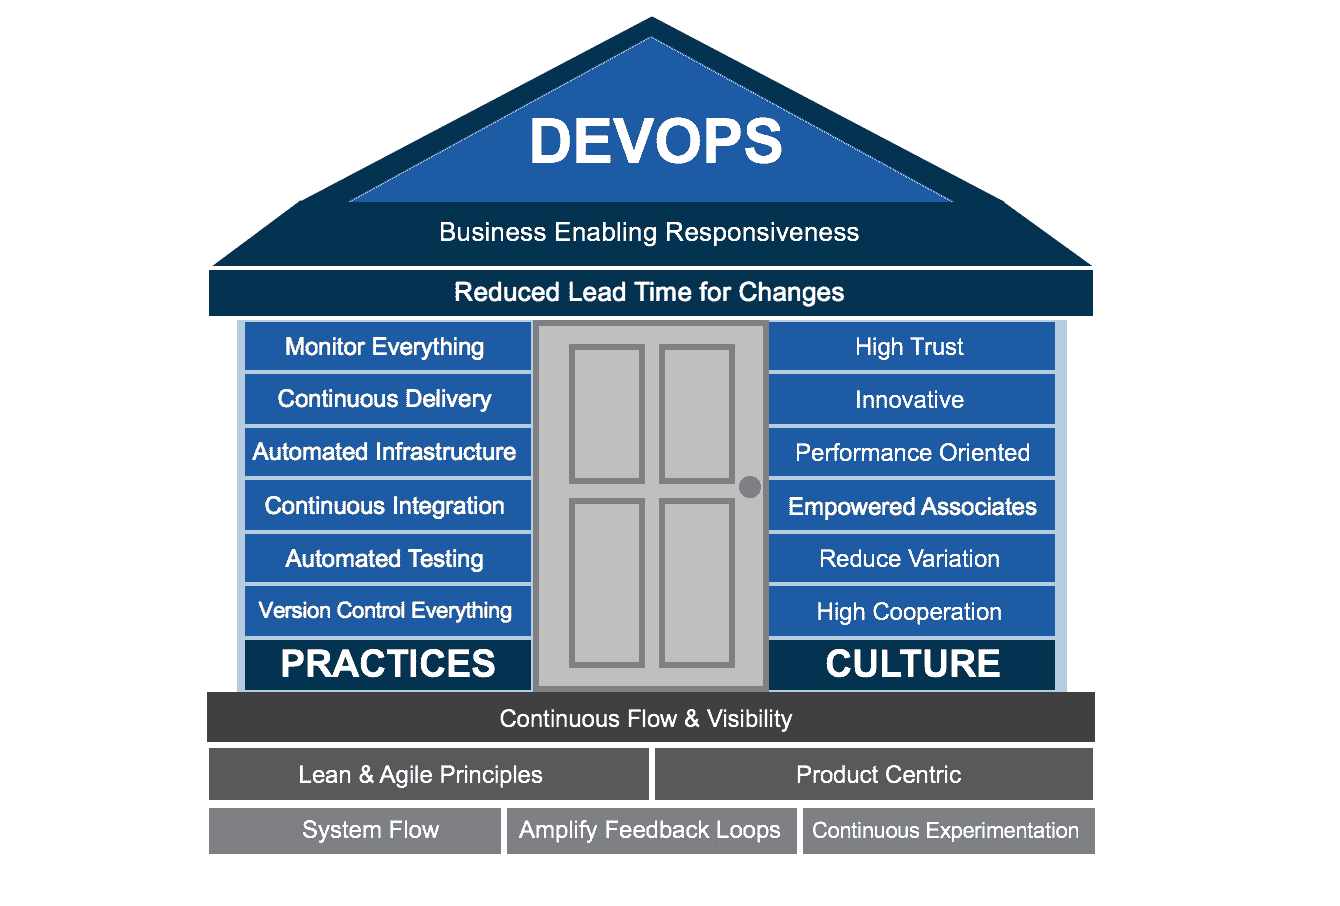 DEVOPS
Business Enabling Responsiveness
Reduced Lead Time for Changes
Monitor Everything
Continuous Delivery
Automated Infrastructure
Continuous Integration
Automated Testing
Version Control Everything
PRACTICES
High Trust
Innovative
Performance Oriented
Empowered Associates
Reduce Variation
High Cooperation
CULTURE
Continuous Flow & Visibility
Lean & Agile Principles
Product Centric
System Flow
Amplify Feedback Loops
Continuous Experimentation